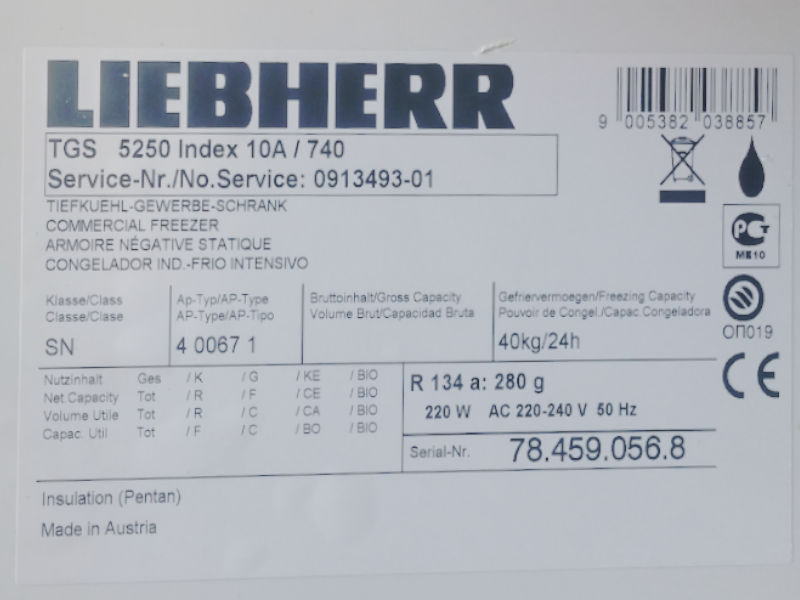 LIEBHERR
9 005382 038857
TGS 5250 Index 10A / 740
Service-Nr./No.Service: 0913493-01
TIEFKUEHL-GEWERBE-SCHRANK
COMMERCIAL FREEZER
ARMOIRE NÉGATIVE STATIQUE
CONGELADOR IND.-FRIO INTENSIVO
PCT
ME10
ОП019
CE
Klasse/Class
Classe/Clase
SN
Ap-Typ/AP-Type
AP-Type/AP-Tipo
4 0067 1
Bruttoinhalt/Gross Capacity
Volume Brut/Capacidad Bruta
Gefriervermoegen/Freezing Capacity
Pouvoir de Congel./Capac.Congeladora
40kg/24h
Nutzinhalt Ges / K / G / KE / BIO
Net.Capacity Tot / R / F / CE / BIO
Volume Utile Tot / R / C / CA / BIO
Capac. Util Tot / F / C / BO / BIO
R 134 a: 280 g
220 W AC 220-240 V 50 Hz
Serial-Nr. 78.459.056.8
Insulation (Pentan)
Made in Austria